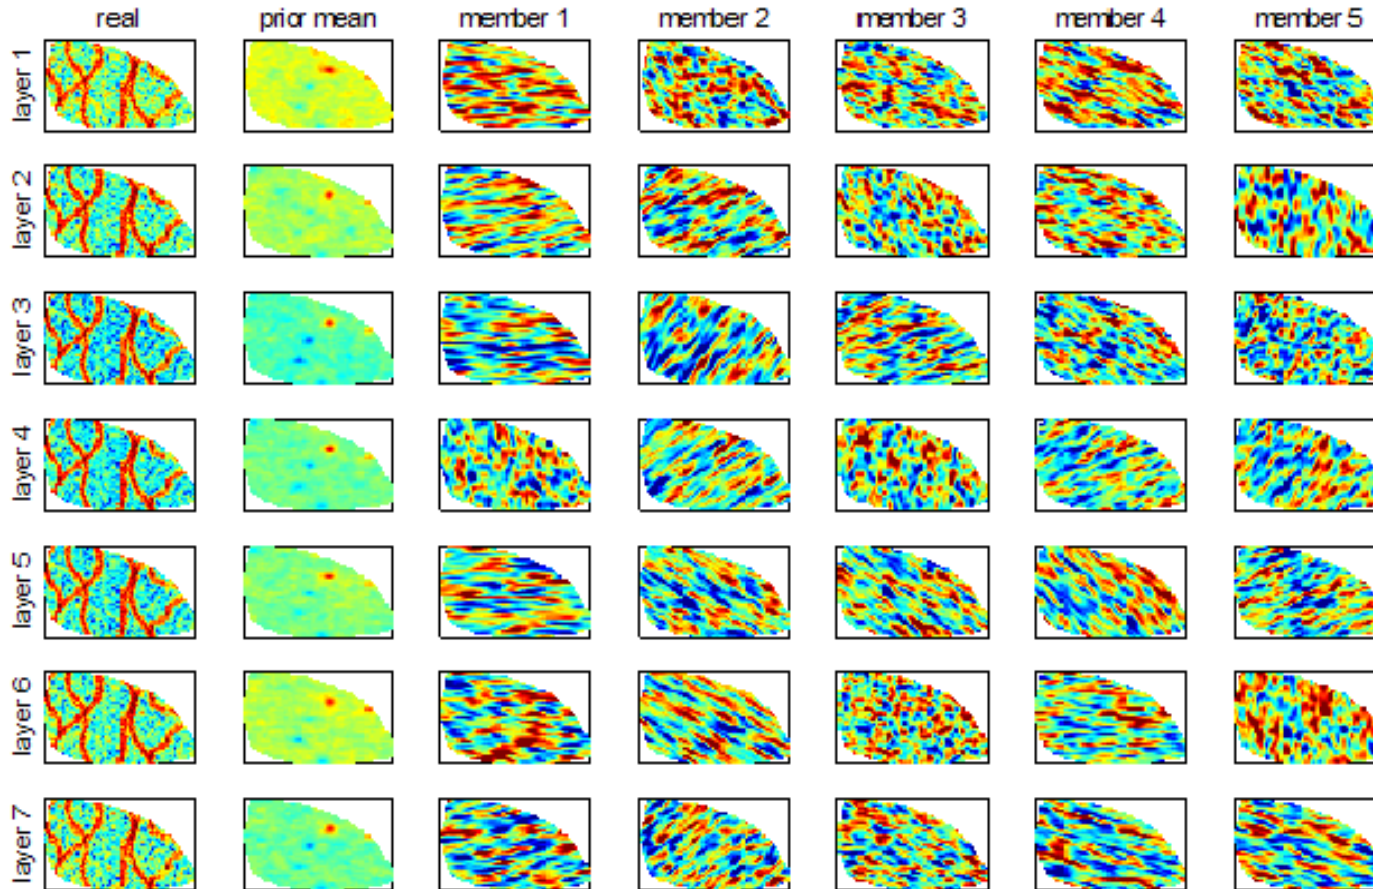 real prior mean member 1 member 2 member 3 member 4 member 5
layer 1
layer 2
layer 3
layer 4
layer 5
layer 6
layer 7